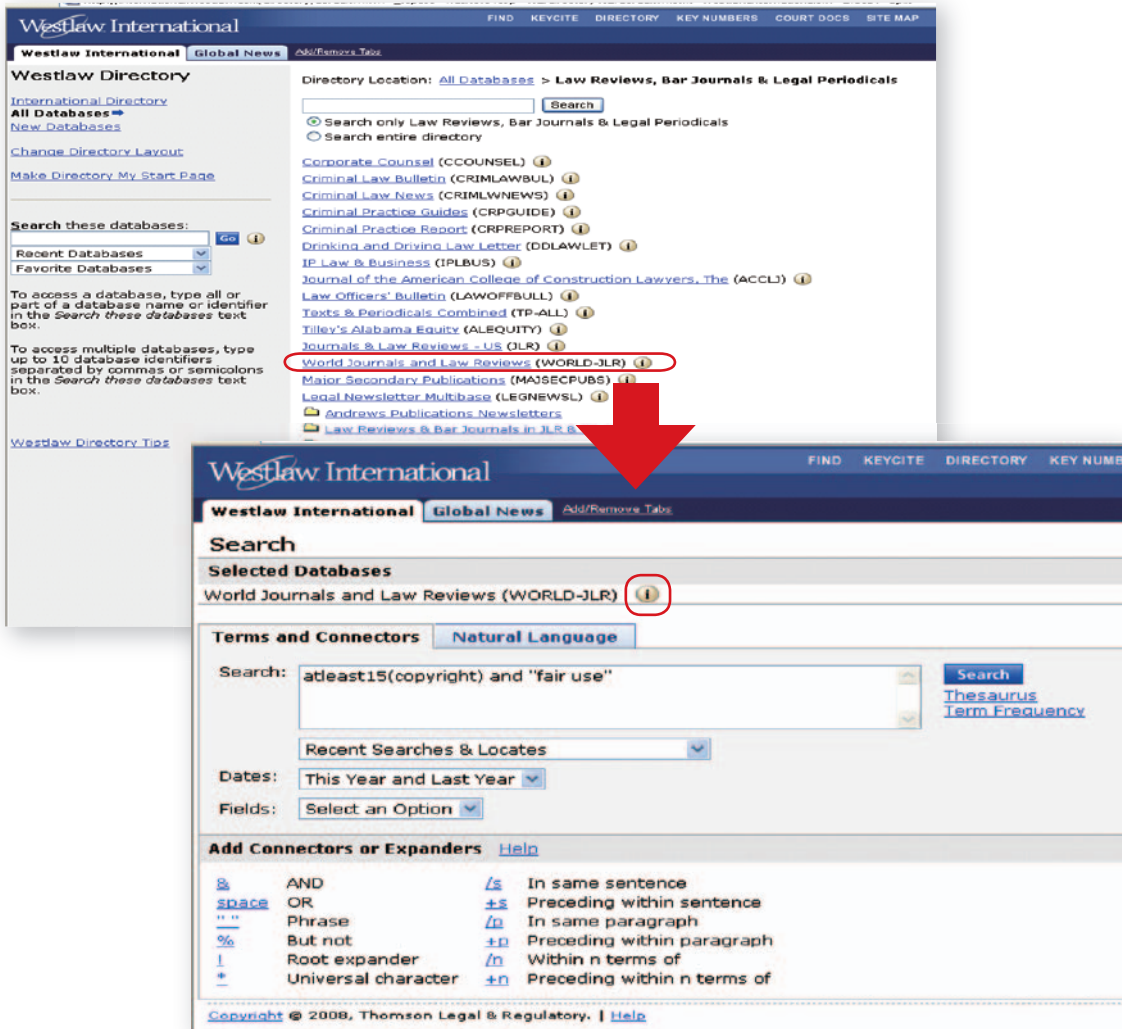 Westlaw International
FIND KEYCITE DIRECTORY KEY NUMBERS COURT DOCS SITE MAP
Westlaw International Global News Add/Remove Tabs
Westlaw Directory
International Directory
All Databases
New Databases
Change Directory Layout
Make Directory My Start Page
Search these databases:
Go
Recent Databases
Favorite Databases
To access a database, type all or
part of a database name or identifier
in the Search these databases text
box.
To access multiple databases, type
up to 10 database identifiers
separated by commas or semicolons
in the Search these databases text
box.
Westlaw Directory Tips
Directory Location: All Databases > Law Reviews, Bar Journals & Legal Periodicals
Search
Search only Law Reviews, Bar Journals & Legal Periodicals
Search entire directory
Corporate Counsel (CCOUNSEL)
Criminal Law Bulletin (CRIMLAWBUL)
Criminal Law News (CRIMLWNEWS)
Criminal Practice Guides (CRPGUIDE)
Criminal Practice Report (CRPREPORT)
Drinking and Driving Law Letter (DDLAWLET)
IP Law & Business (IPLBUS)
Journal of the American College of Construction Lawyers, The (ACCLJ)
Law Officers' Bulletin (LAWOFFBULL)
Texts & Periodicals Combined (TP-ALL)
Tilley's Alabama Equity (ALEQUITY)
Journals & Law Reviews - US (JLR)
World Journals and Law Reviews (WORLD-JLR)
Major Secondary Publications (MAJSECPUBS)
Legal Newsletter Multibase (LEGNEWSL)
Andrews Publications Newsletters
Law Reviews & Bar Journals in JLR &
Westlaw International
FIND KEYCITE DIRECTORY KEY NUMB
Westlaw International Global News Add/Remove Tabs
Search
Selected Databases
World Journals and Law Reviews (WORLD-JLR)
Terms and Connectors Natural Language
Search: atleast15(copyright) and "fair use"
Search
Thesaurus
Term Frequency
Recent Searches & Locates
Dates: This Year and Last Year
Fields: Select an Option
Add Connectors or Expanders Help
& AND /s In same sentence
space OR +s Preceding within sentence
" " Phrase /p In same paragraph
% But not +p Preceding within paragraph
! Root expander /n Within n terms of
* Universal character +n Preceding within n terms of
Copyright © 2008, Thomson Legal & Regulatory. | Help